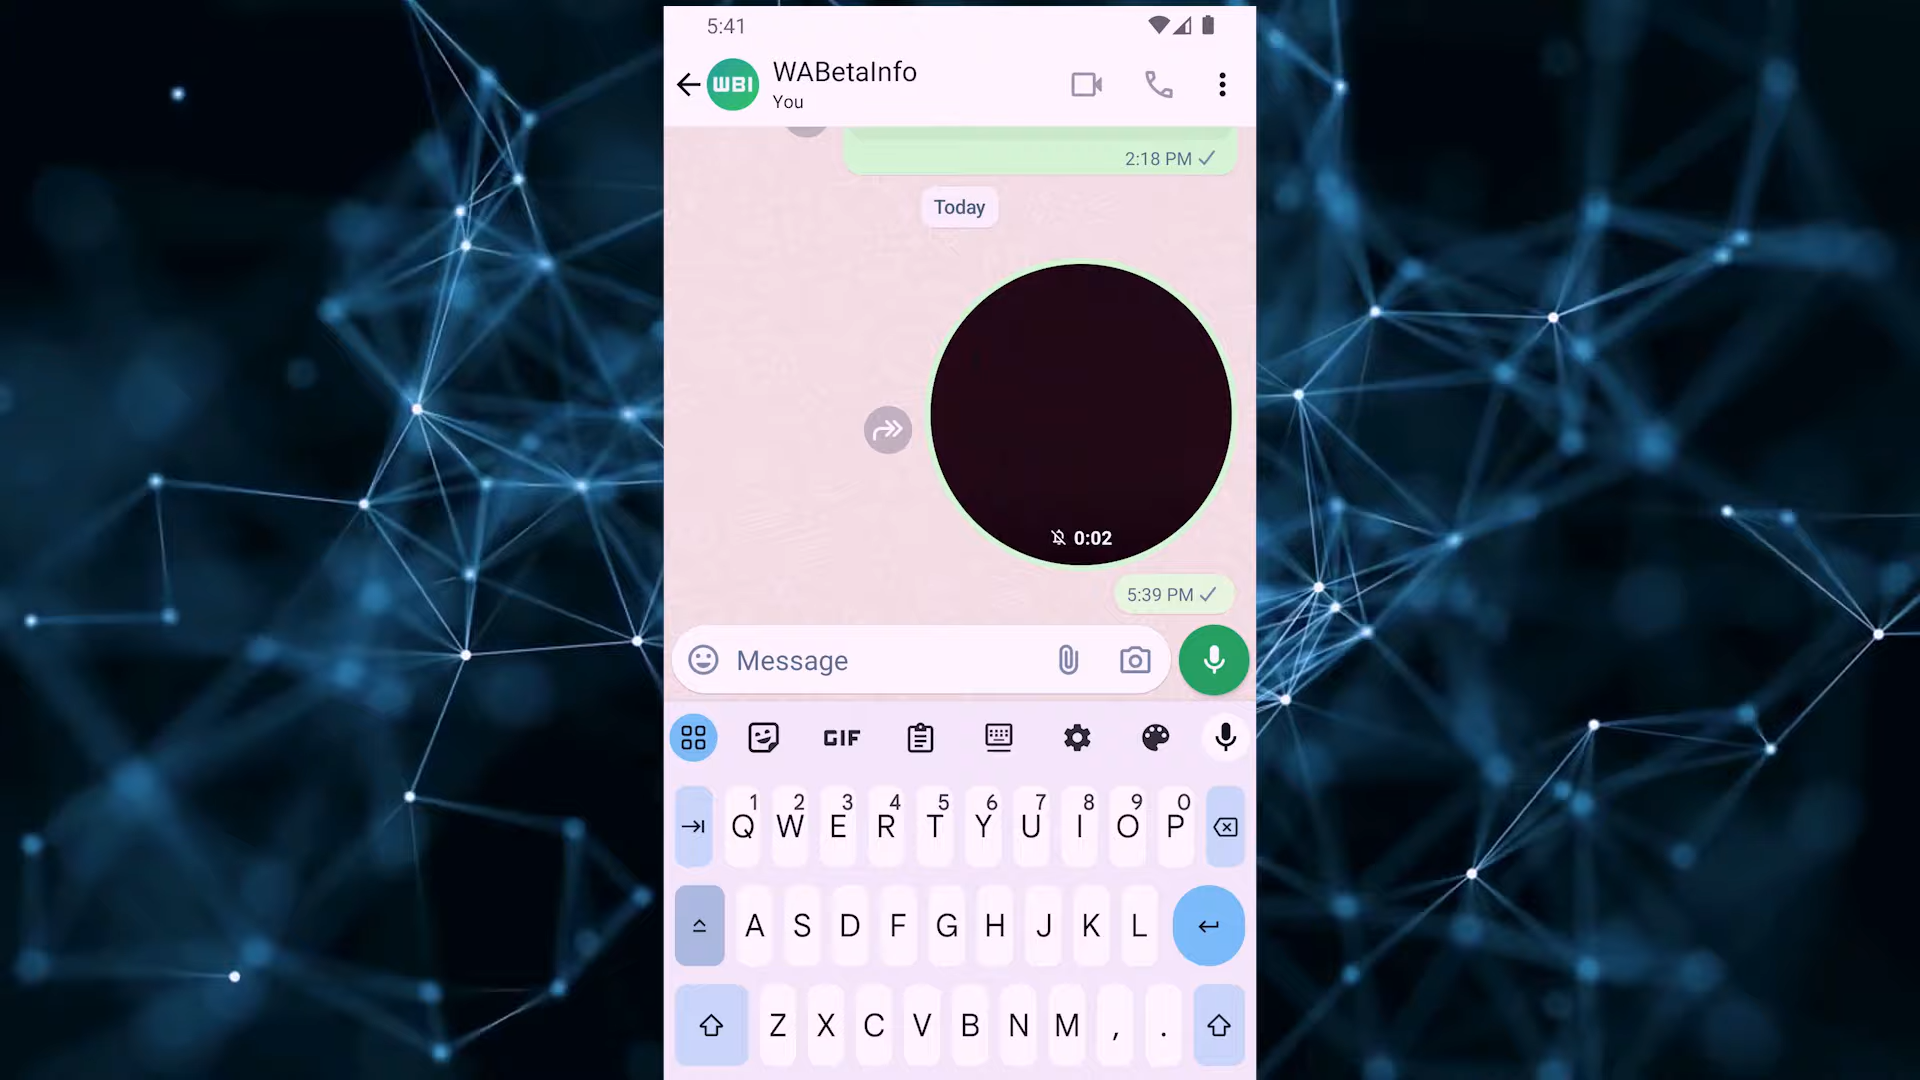 5:41
WBI
WABetaInfo
You
2:18 PM
Today
0:02
5:39 PM
Message
GIF
1 2 3 4 5 6 7 8 9 0
Q W E R T Y U I O P
A S D F G H J K L
Z X C V B N M , .